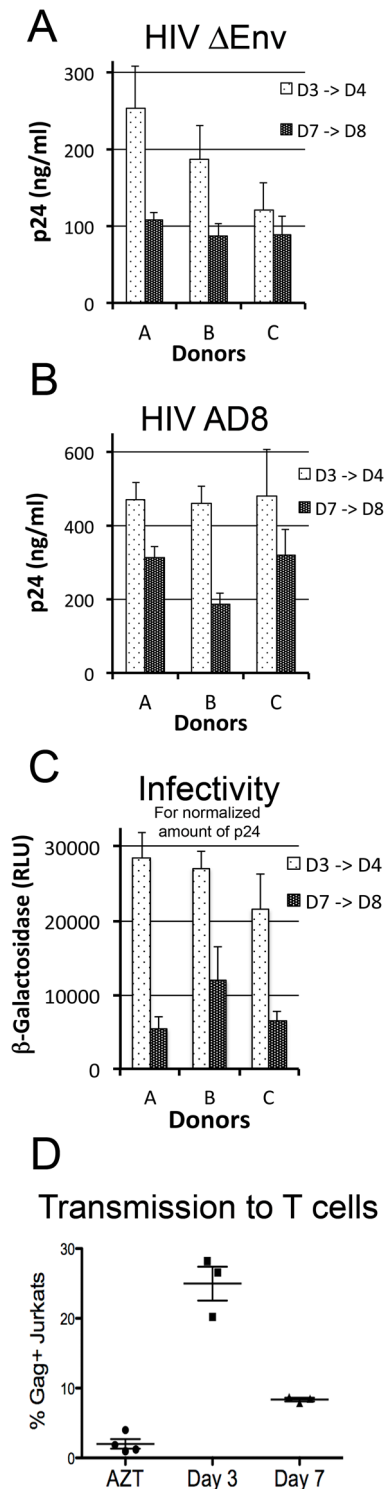 A
HIV ΔEnv
300
200
100
0
p24 (ng/ml)
D3 -> D4
D7 -> D8
A B C
Donors
B
HIV AD8
600
400
200
0
p24 (ng/ml)
D3 -> D4
D7 -> D8
A B C
Donors
C
Infectivity
For normalized
amount of p24
30000
20000
10000
0
β-Galactosidase (RLU)
D3 -> D4
D7 -> D8
A B C
Donors
D
Transmission to T cells
30
20
10
0
% Gag+ Jurkats
AZT Day 3 Day 7